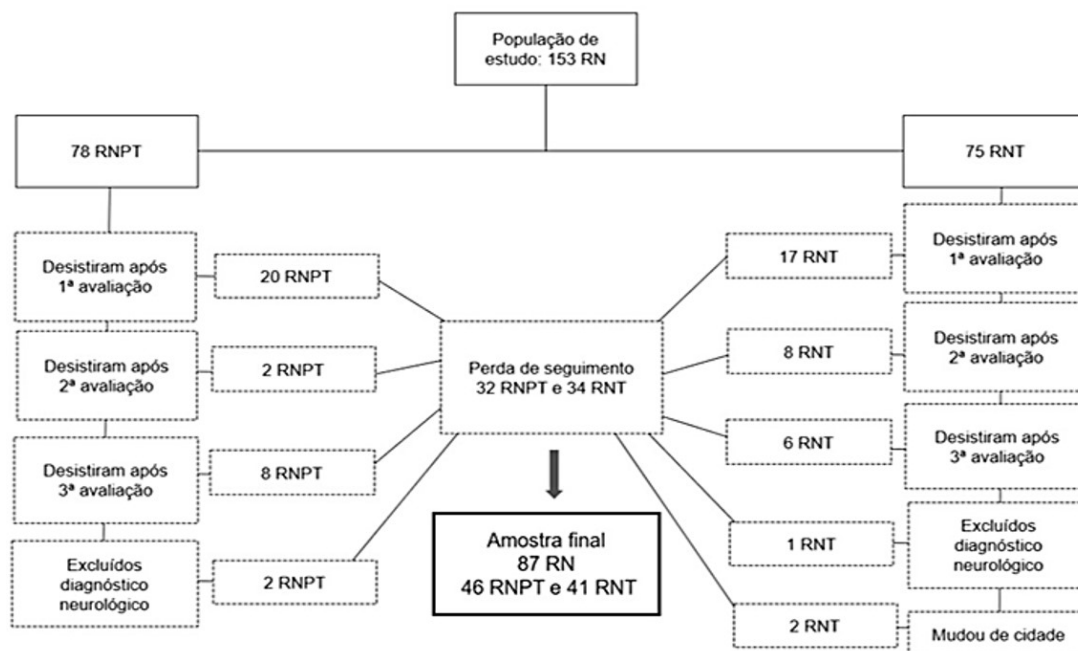 População de
estudo: 153 RN
78 RNPT
75 RNT
Desistiram após
1ª avaliação
20 RNPT
17 RNT
Desistiram após
1ª avaliação
Desistiram após
2ª avaliação
2 RNPT
Perda de seguimento
32 RNPT e 34 RNT
8 RNT
Desistiram após
2ª avaliação
Desistiram após
3ª avaliação
8 RNPT
6 RNT
Desistiram após
3ª avaliação
Excluídos
diagnóstico
neurológico
2 RNPT
Amostra final
87 RN
46 RNPT e 41 RNT
1 RNT
Excluídos
diagnóstico
neurológico
2 RNT
Mudou de cidade